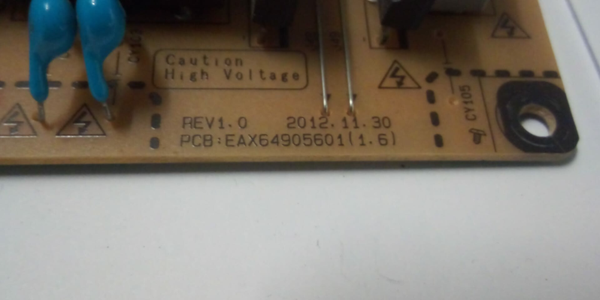 Caution
High Voltage
REV1.0 2012.11.30
PCB:EAX64905601(1.6)
CY105